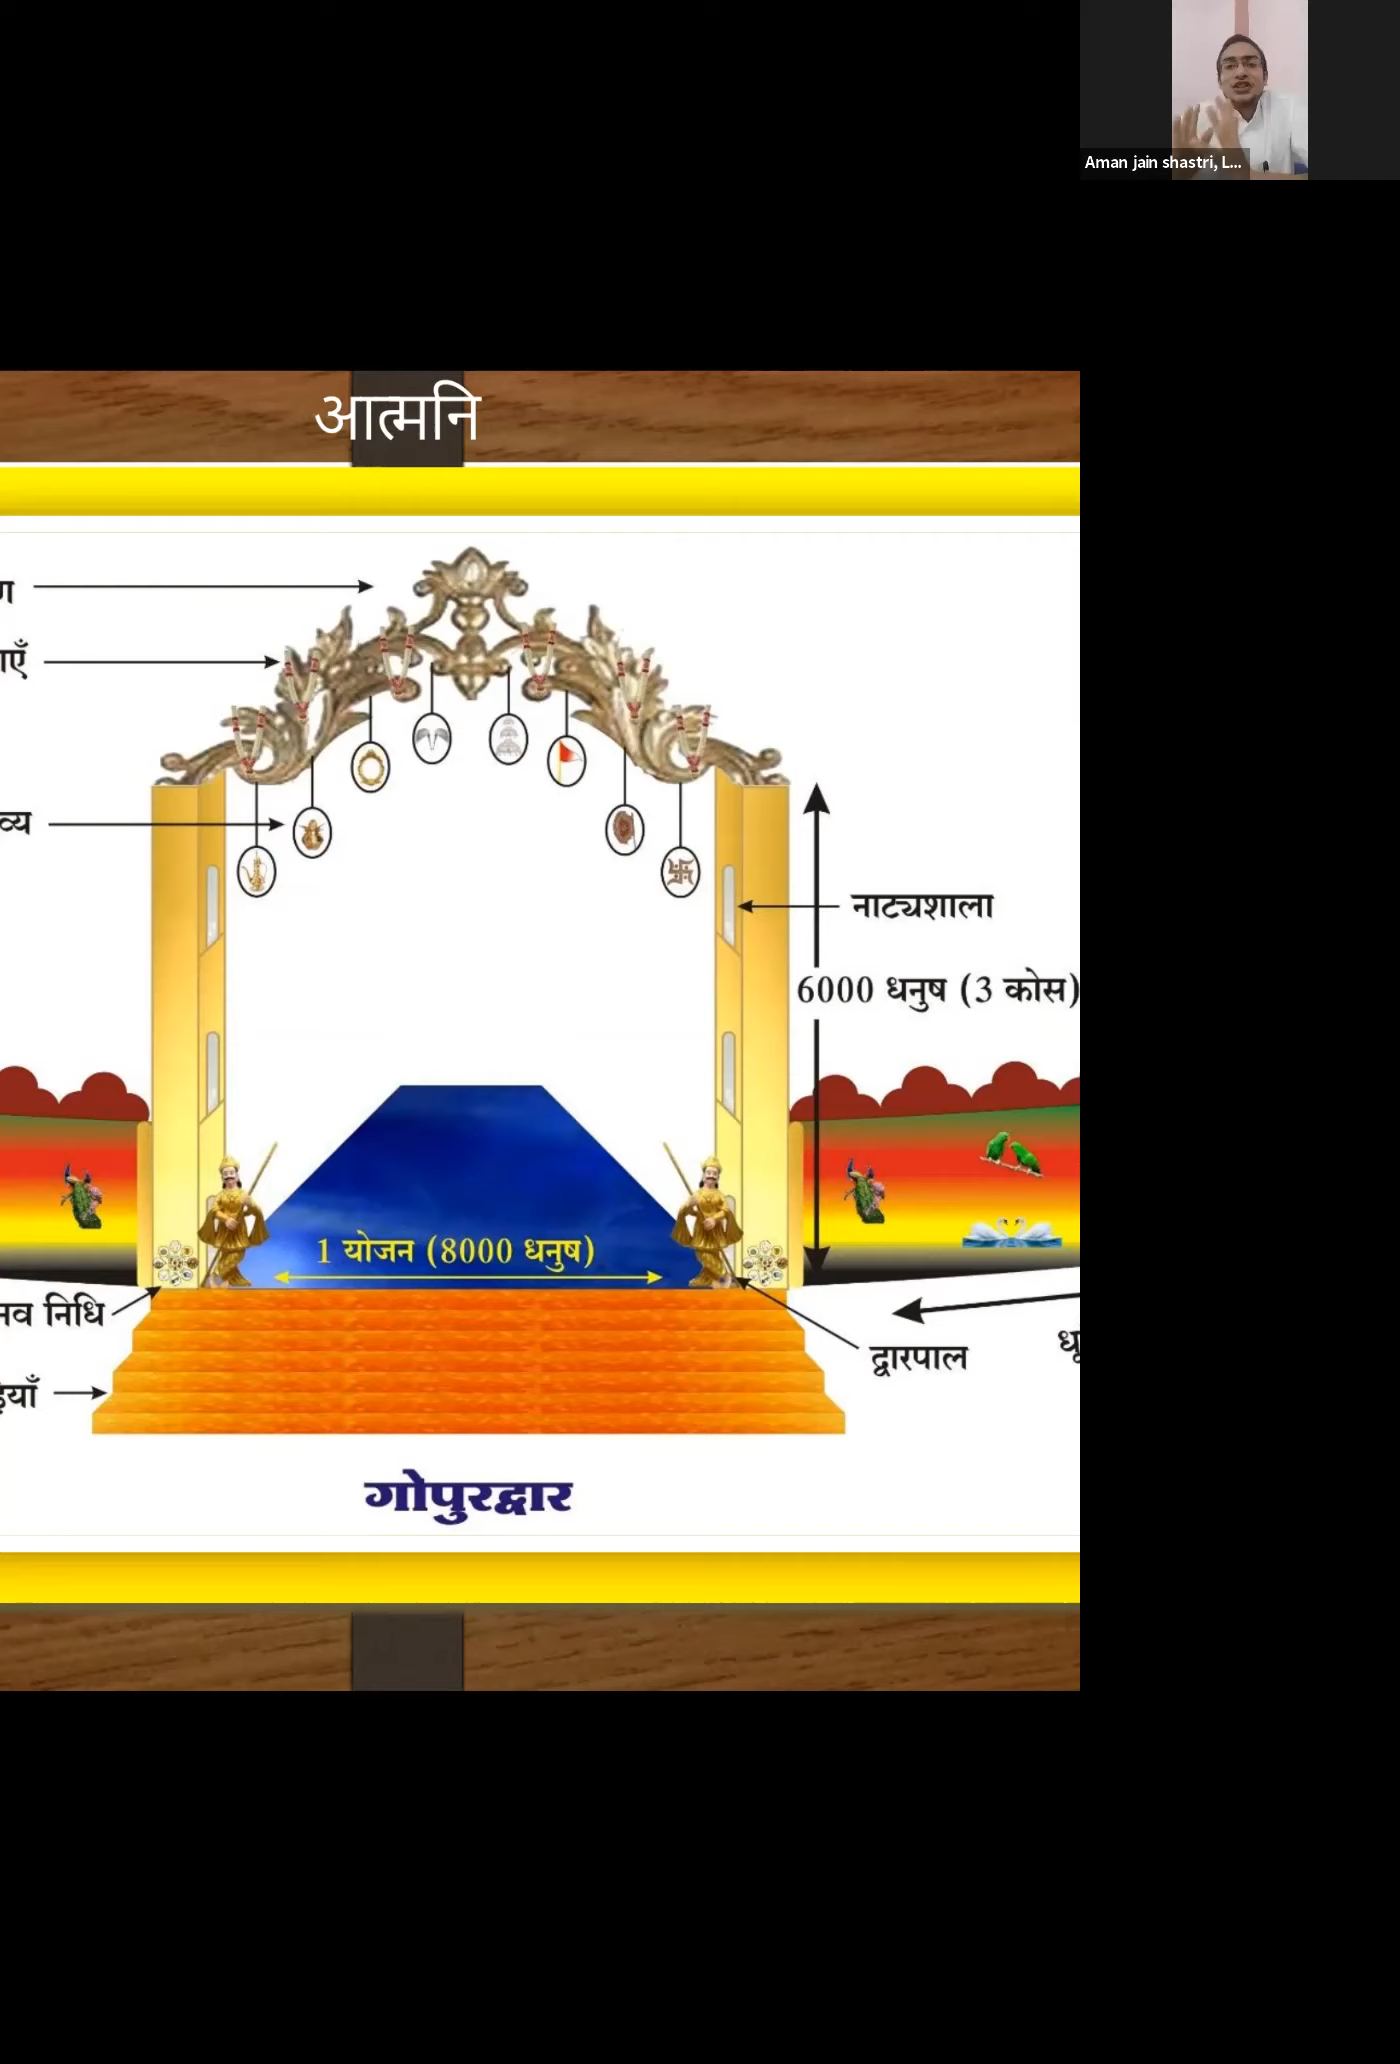 Aman jain shastri, L...
आत्मनि
नाट्यशाला
6000 धनुष (3 कोस)
1 योजन (8000 धनुष)
नव निधि
द्वारपाल
गोपुरद्वार